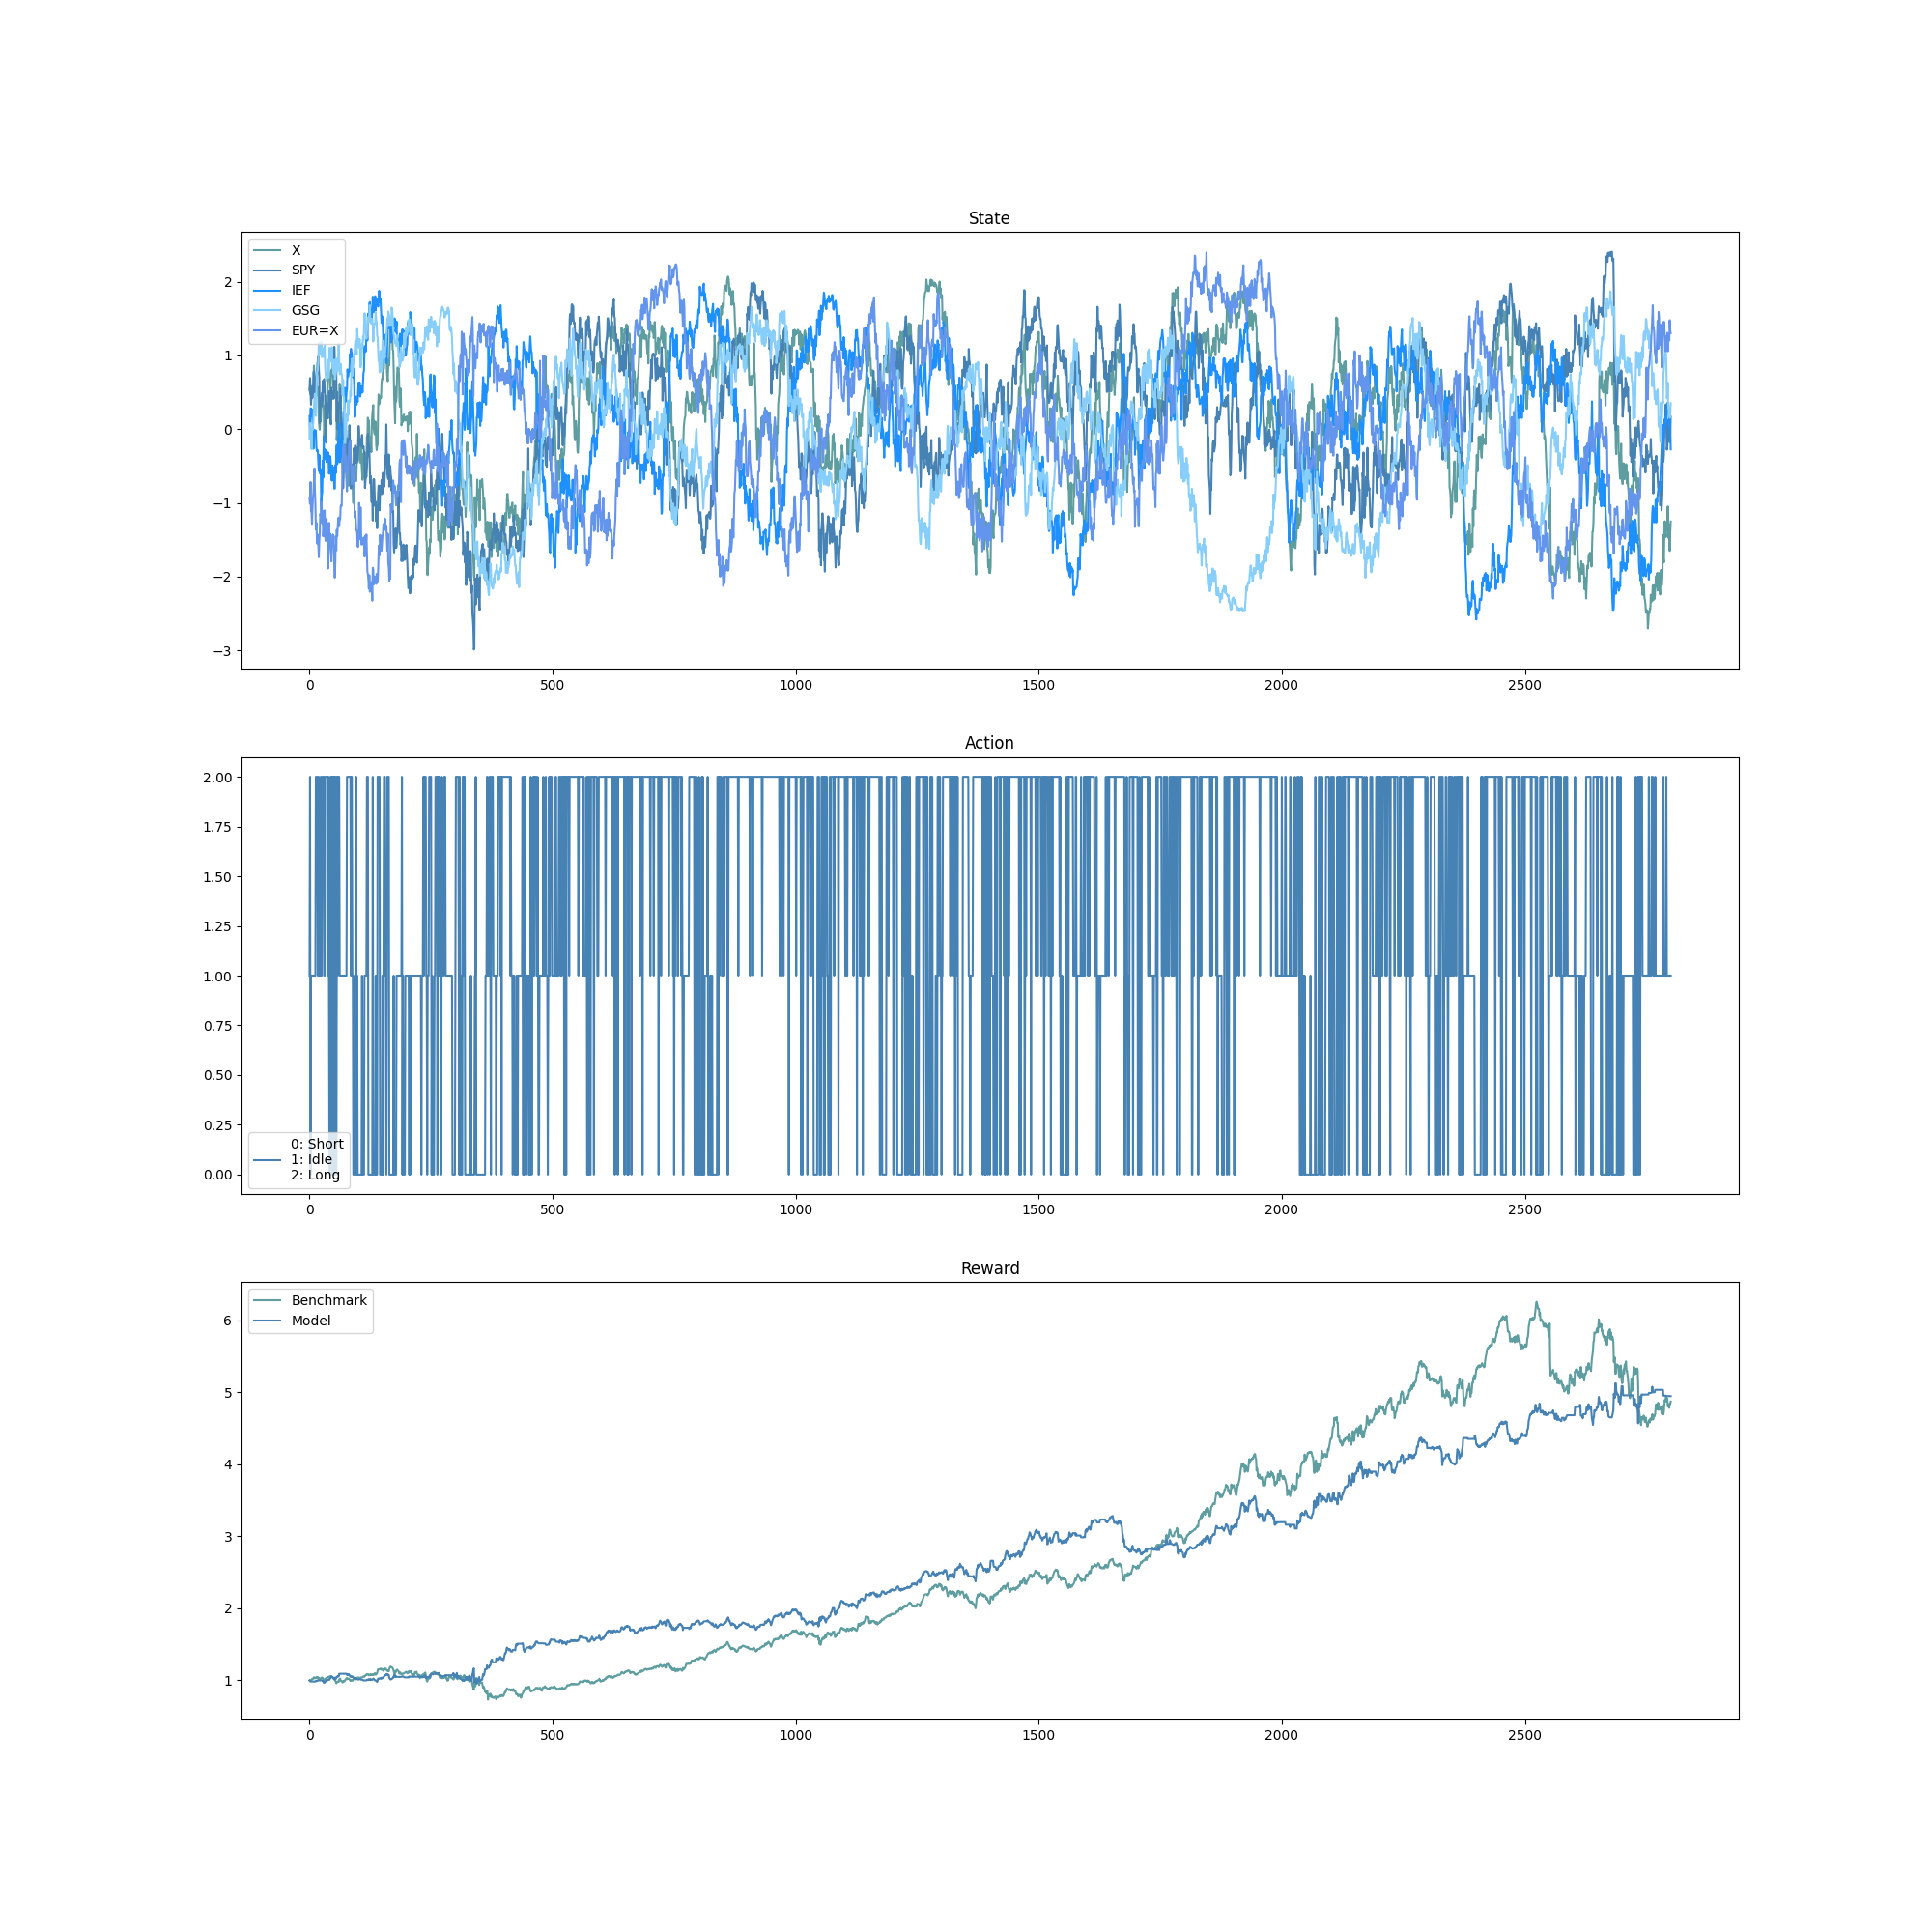 State
X
SPY
IEF
GSG
EUR=X
2
1
0
−1
−2
−3
0 500 1000 1500 2000 2500
Action
2.00
1.75
1.50
1.25
1.00
0.75
0.50
0.25
0.00
0: Short
1: Idle
2: Long
0 500 1000 1500 2000 2500
Reward
Benchmark
Model
6
5
4
3
2
1
0 500 1000 1500 2000 2500